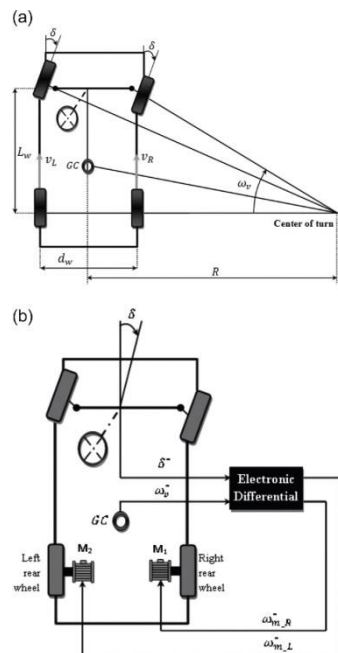 (a)
δ
δ
L_w
v_L
v_R
GC
ω_v
Center of turn
d_w
R
(b)
δ
δ*
Electronic
Differential
ω_v*
GC
Left
rear
wheel
M₂
M₁
Right
rear
wheel
ω*_m_R
ω*_m_L